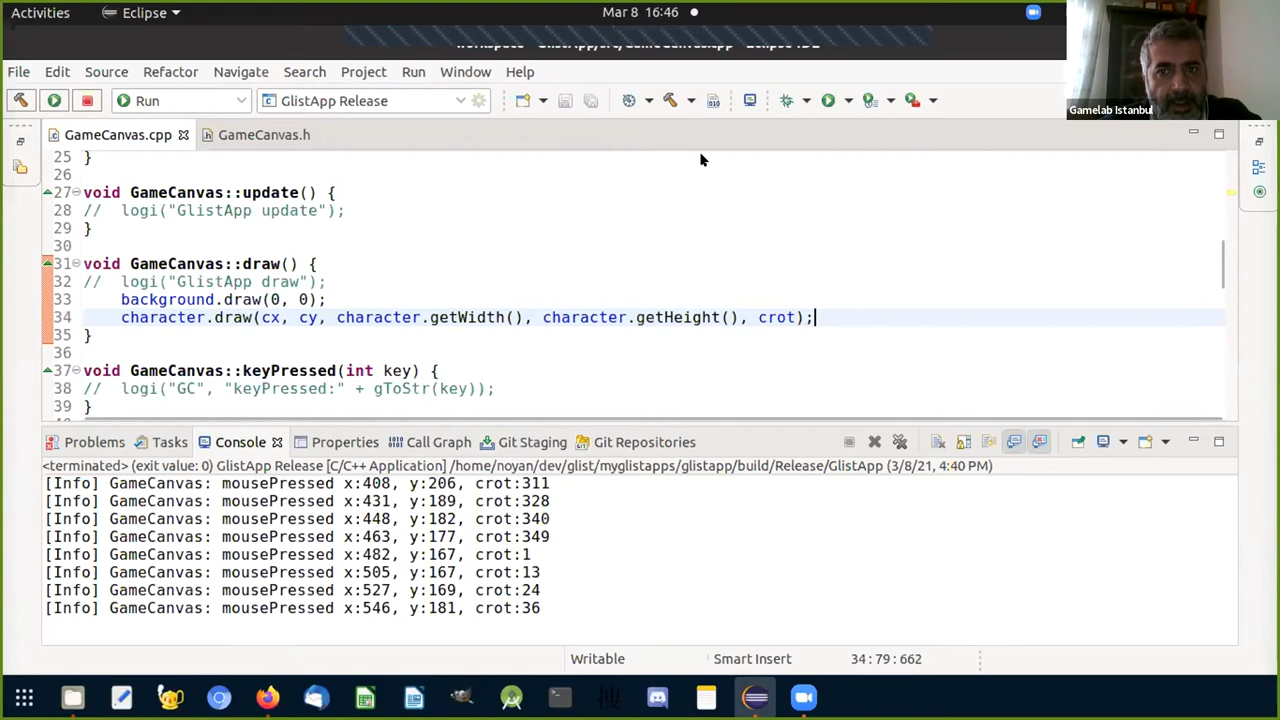 Activities
Eclipse
Mar 8 16:46
File
Edit
Source
Refactor
Navigate
Search
Project
Run
Window
Help
Gamelab Istanbul
Run
GlistApp Release
010
GameCanvas.cpp
GameCanvas.h
25 }
26
27 void GameCanvas::update() {
28 //  logi("GlistApp update");
29 }
30
31 void GameCanvas::draw() {
32 //  logi("GlistApp draw");
33     background.draw(0, 0);
34     character.draw(cx, cy, character.getWidth(), character.getHeight(), crot);
35 }
36
37 void GameCanvas::keyPressed(int key) {
38 //  logi("GC", "keyPressed:" + gToStr(key));
39 }
Problems
Tasks
Console
Properties
Call Graph
Git Staging
Git Repositories
<terminated> (exit value: 0) GlistApp Release [C/C++ Application] /home/noyan/dev/glist/myglistapps/glistapp/build/Release/GlistApp (3/8/21, 4:40 PM)
[Info] GameCanvas: mousePressed x:408, y:206, crot:311
[Info] GameCanvas: mousePressed x:431, y:189, crot:328
[Info] GameCanvas: mousePressed x:448, y:182, crot:340
[Info] GameCanvas: mousePressed x:463, y:177, crot:349
[Info] GameCanvas: mousePressed x:482, y:167, crot:1
[Info] GameCanvas: mousePressed x:505, y:167, crot:13
[Info] GameCanvas: mousePressed x:527, y:169, crot:24
[Info] GameCanvas: mousePressed x:546, y:181, crot:36
Writable
Smart Insert
34:79:662